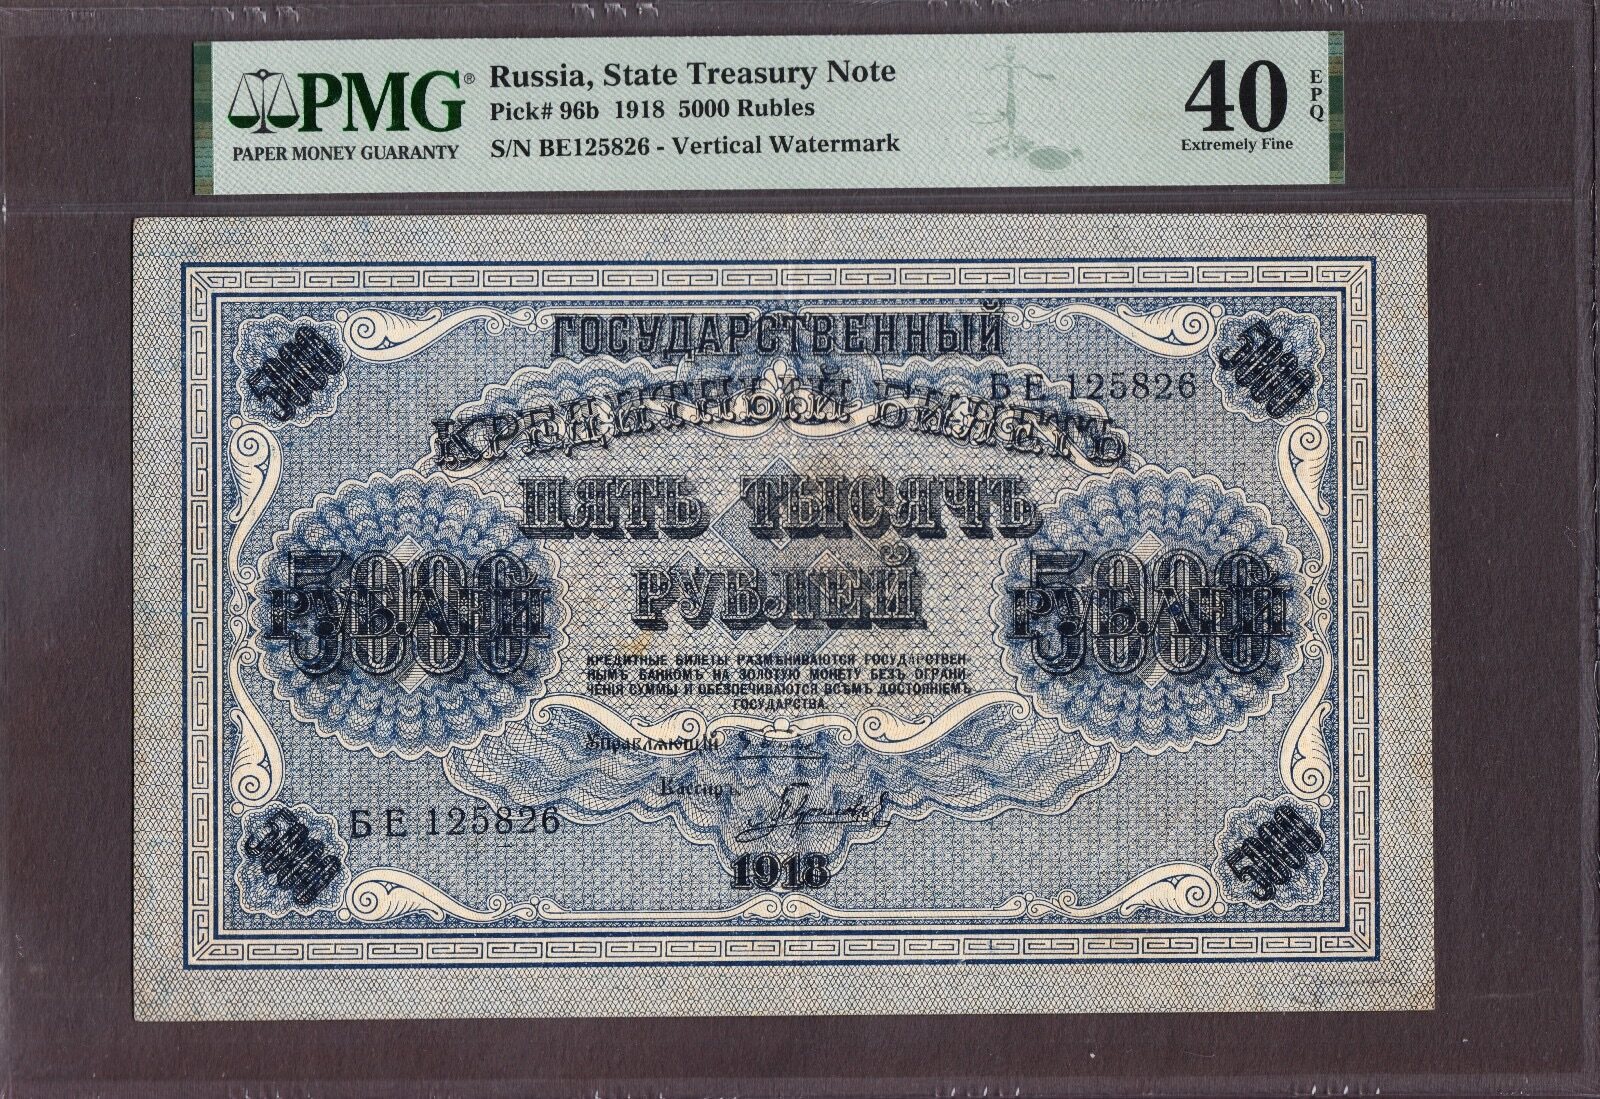 PMG®
PAPER MONEY GUARANTY
Russia, State Treasury Note
Pick# 96b 1918 5000 Rubles
S/N BE125826 - Vertical Watermark
40
EPQ
Extremely Fine
5000
ГОСУДАРСТВЕННЫЙ
5000
БЕ 125826
КРЕДИТНЫЙ БИЛЕТЪ
ПЯТЬ ТЫСЯЧЪ
РУБЛЕЙ
5000
РУБЛЕЙ
5000
РУБЛЕЙ
КРЕДИТНЫЕ БИЛЕТЫ РАЗМѢНИВАЮТСЯ ГОСУДАРСТВЕН-
НЫМЪ БАНКОМЪ НА ЗОЛОТУЮ МОНЕТУ БЕЗЪ ОГРАНИ-
ЧЕНІЯ СУММЫ И ОБЕЗПЕЧИВАЮТСЯ ВСѢМЪ ДОСТОЯНІЕМЪ
ГОСУДАРСТВА.
Управляющій
Кассиръ
БЕ 125826
5000
1918
5000